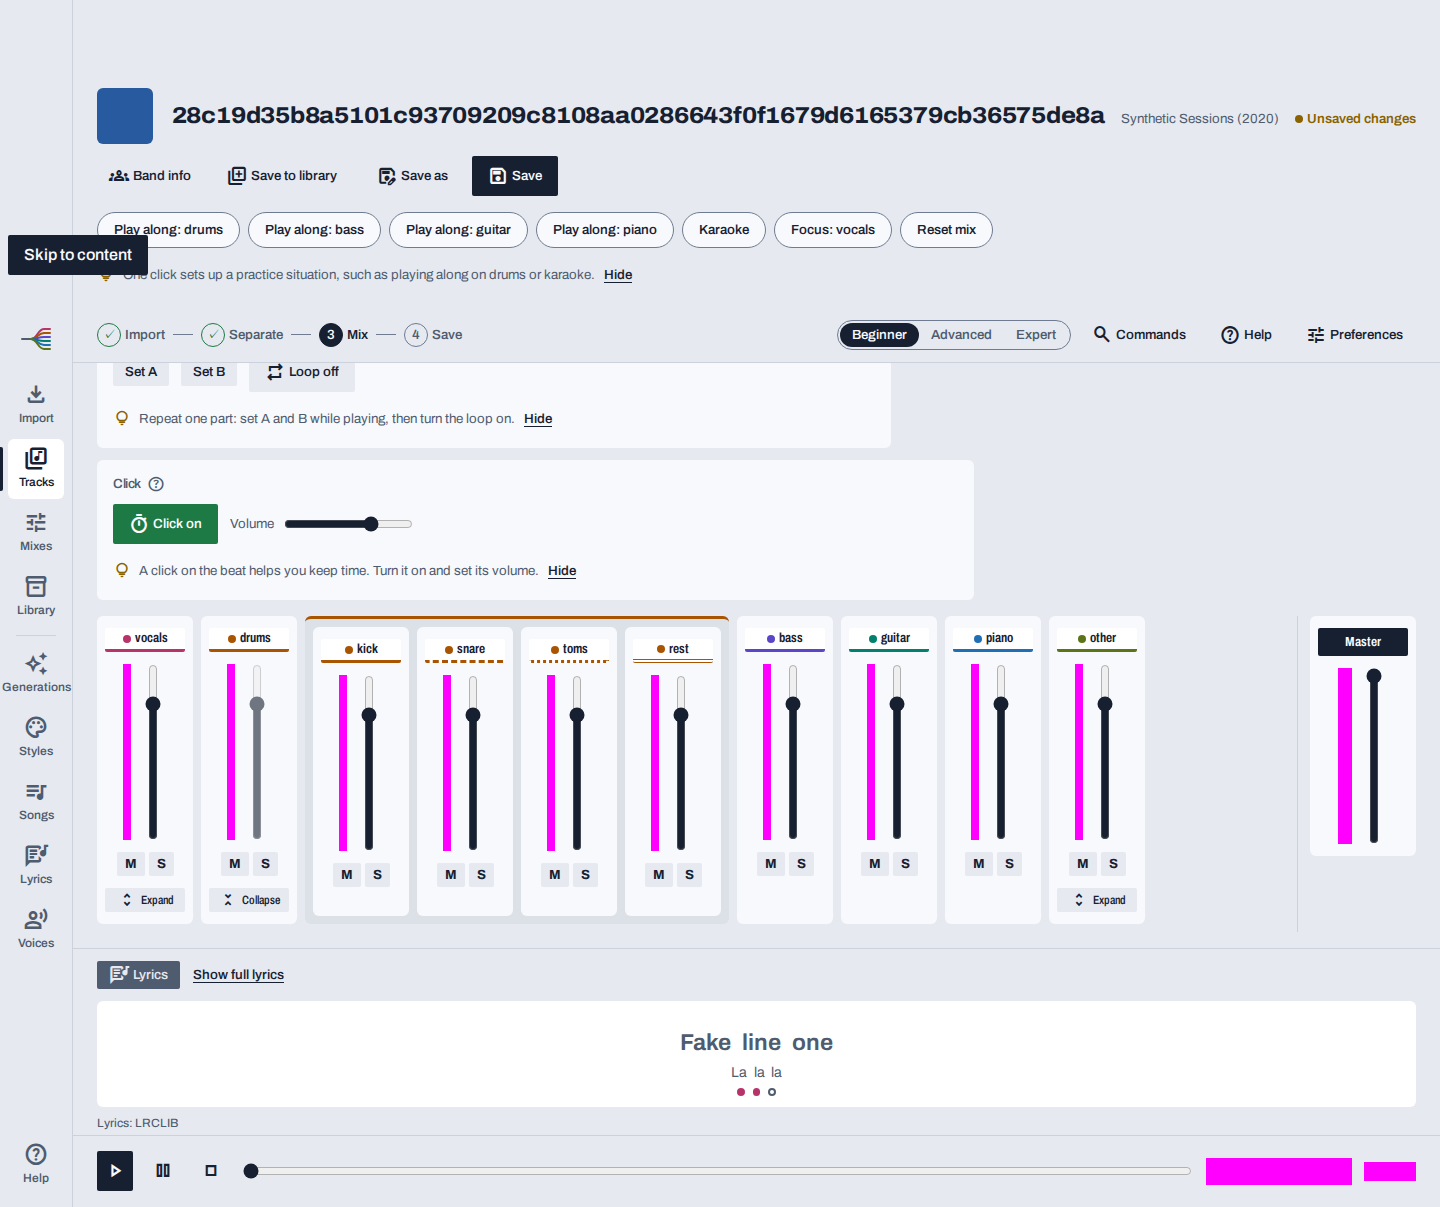 28c19d35b8a5101c93709209c8108aa0286643f0f1679d6165379cb36575de8a Synthetic Sessions (2020) Unsaved changes
Band info Save to library Save as Save
Play along: drums Play along: bass Play along: guitar Play along: piano Karaoke Focus: vocals Reset mix
Skip to content
One click sets up a practice situation, such as playing along on drums or karaoke. Hide
Import Separate 3 Mix 4 Save Beginner Advanced Expert Commands Help Preferences
Set A Set B Loop off
Repeat one part: set A and B while playing, then turn the loop on. Hide
Import
Tracks
Mixes
Library
Generations
Styles
Songs
Lyrics
Voices
Help
Click
Click on Volume
A click on the beat helps you keep time. Turn it on and set its volume. Hide
vocals drums kick snare toms rest bass guitar piano other Master
M S M S M S M S M S M S M S M S M S M S
Expand Collapse Expand
Lyrics Show full lyrics
Fake line one
La la la
Lyrics: LRCLIB